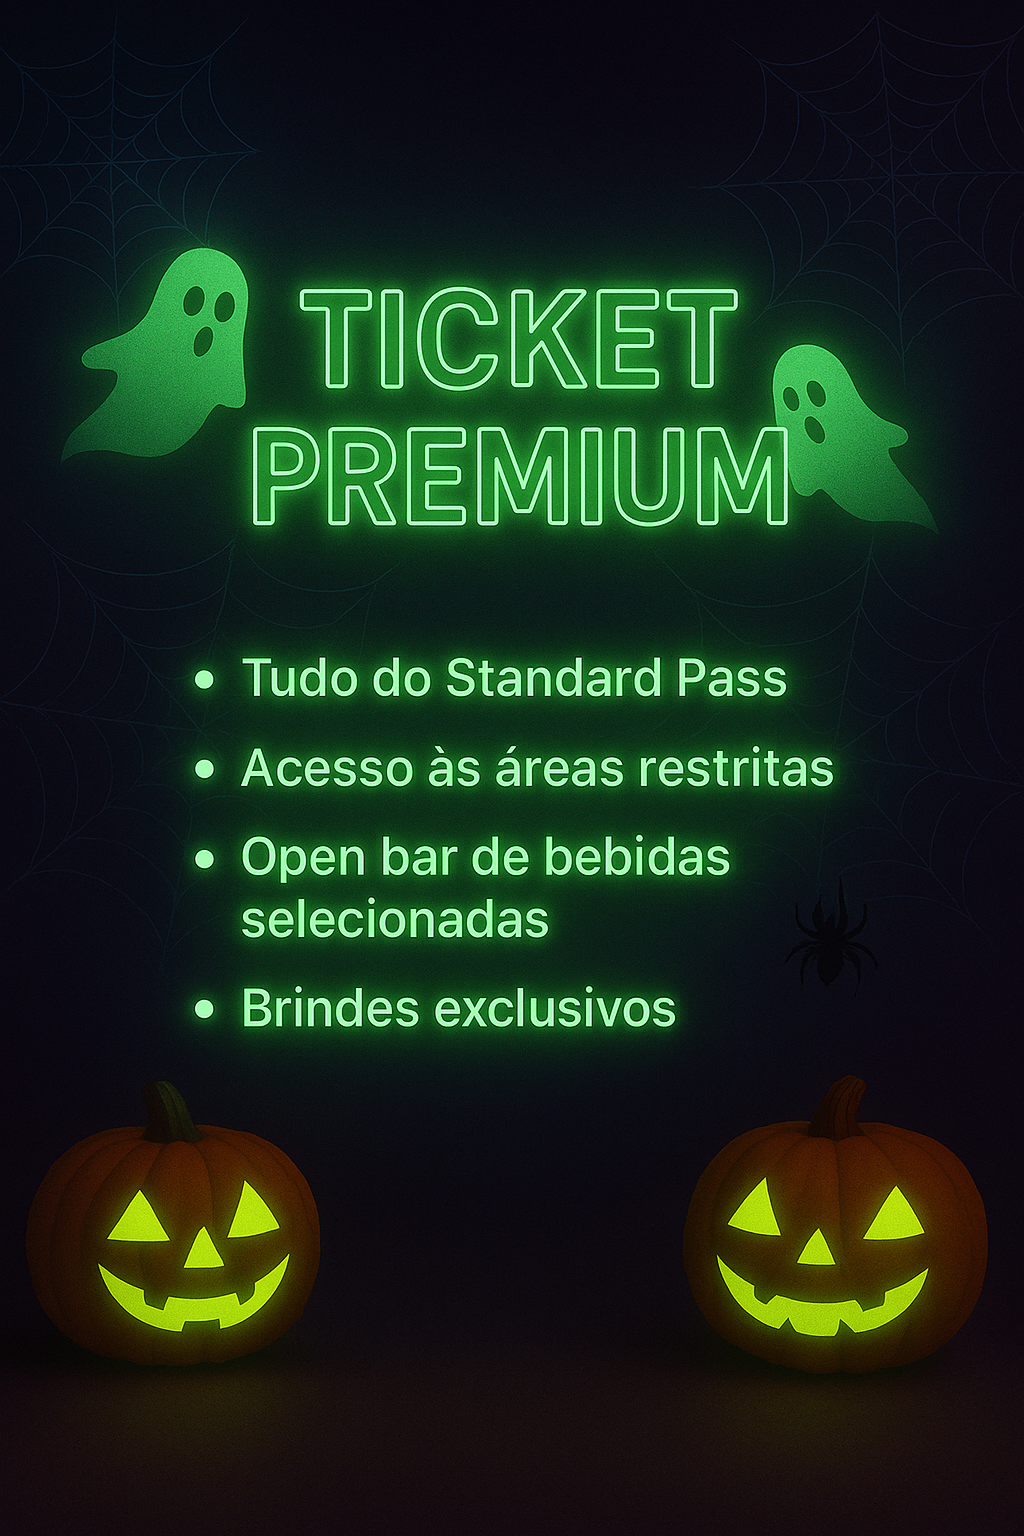 TICKET
PREMIUM
• Tudo do Standard Pass
• Acesso às áreas restritas
• Open bar de bebidas
selecionadas
• Brindes exclusivos